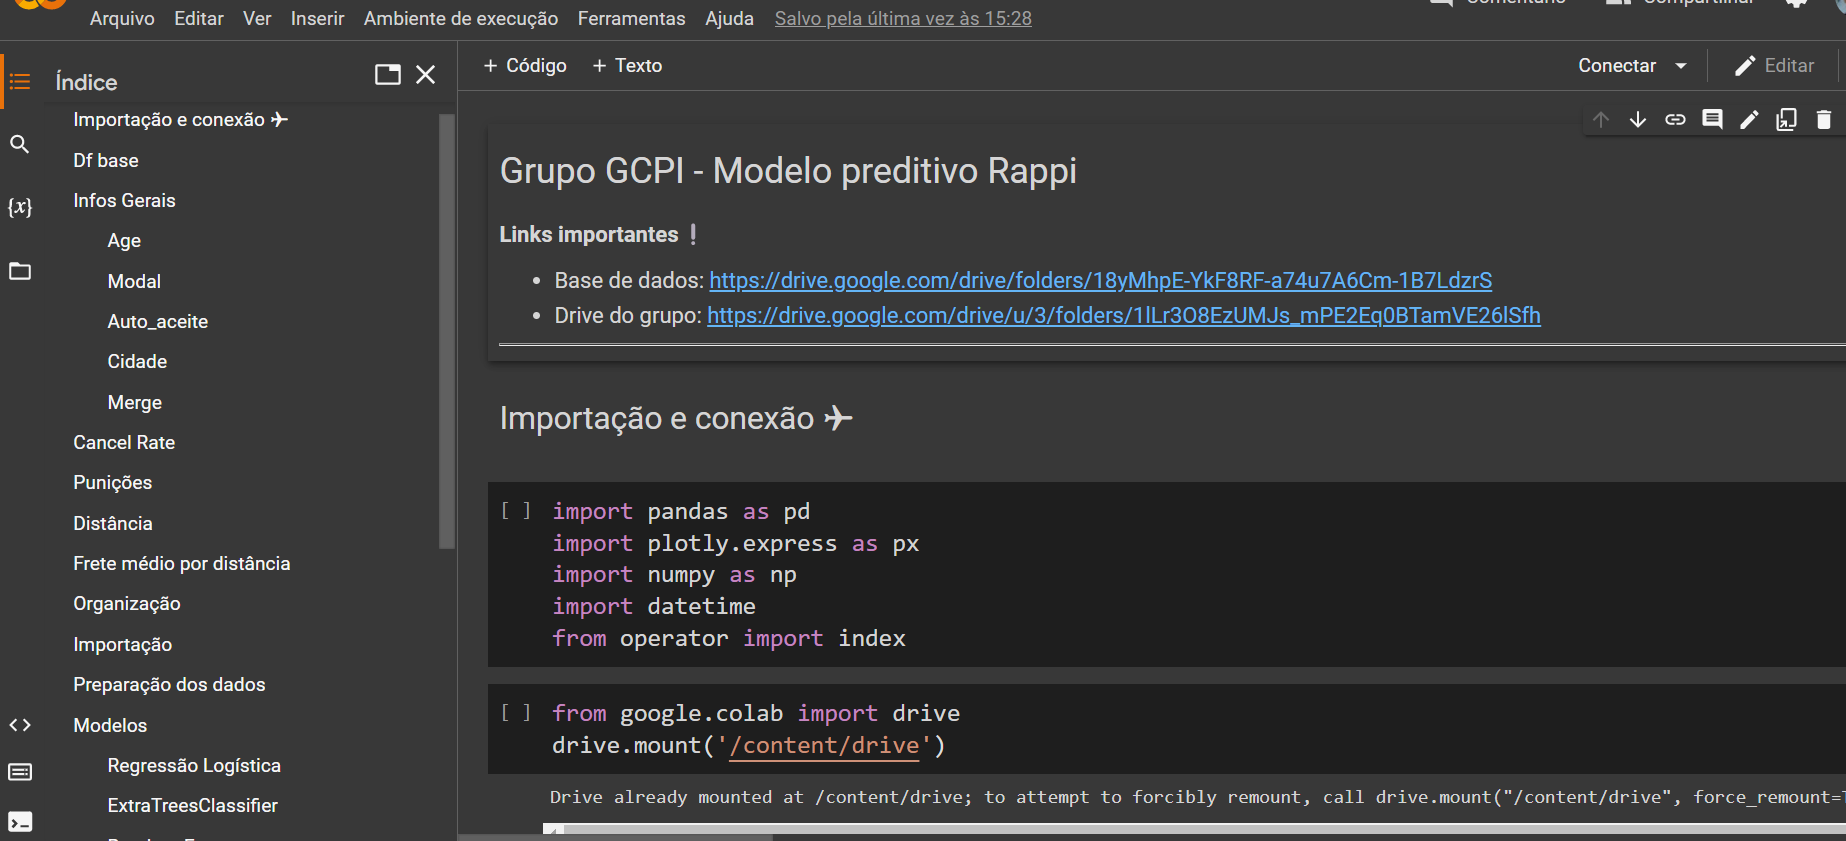 Arquivo Editar Ver Inserir Ambiente de execução Ferramentas Ajuda Salvo pela última vez às 15:28
Comentário Compartilhar
Índice
Importação e conexão ✈
Df base
Infos Gerais
Age
Modal
Auto_aceite
Cidade
Merge
Cancel Rate
Punições
Distância
Frete médio por distância
Organização
Importação
Preparação dos dados
Modelos
Regressão Logística
ExtraTreesClassifier
+ Código + Texto
Conectar
Editar
Grupo GCPI - Modelo preditivo Rappi
Links importantes ❗
• Base de dados: https://drive.google.com/drive/folders/18yMhpE-YkF8RF-a74u7A6Cm-1B7LdzrS
• Drive do grupo: https://drive.google.com/drive/u/3/folders/1lLr3O8EzUMJs_mPE2Eq0BTamVE26lSfh
Importação e conexão ✈
[ ] import pandas as pd
import plotly.express as px
import numpy as np
import datetime
from operator import index
[ ] from google.colab import drive
drive.mount('/content/drive')
Drive already mounted at /content/drive; to attempt to forcibly remount, call drive.mount("/content/drive", force_remount=